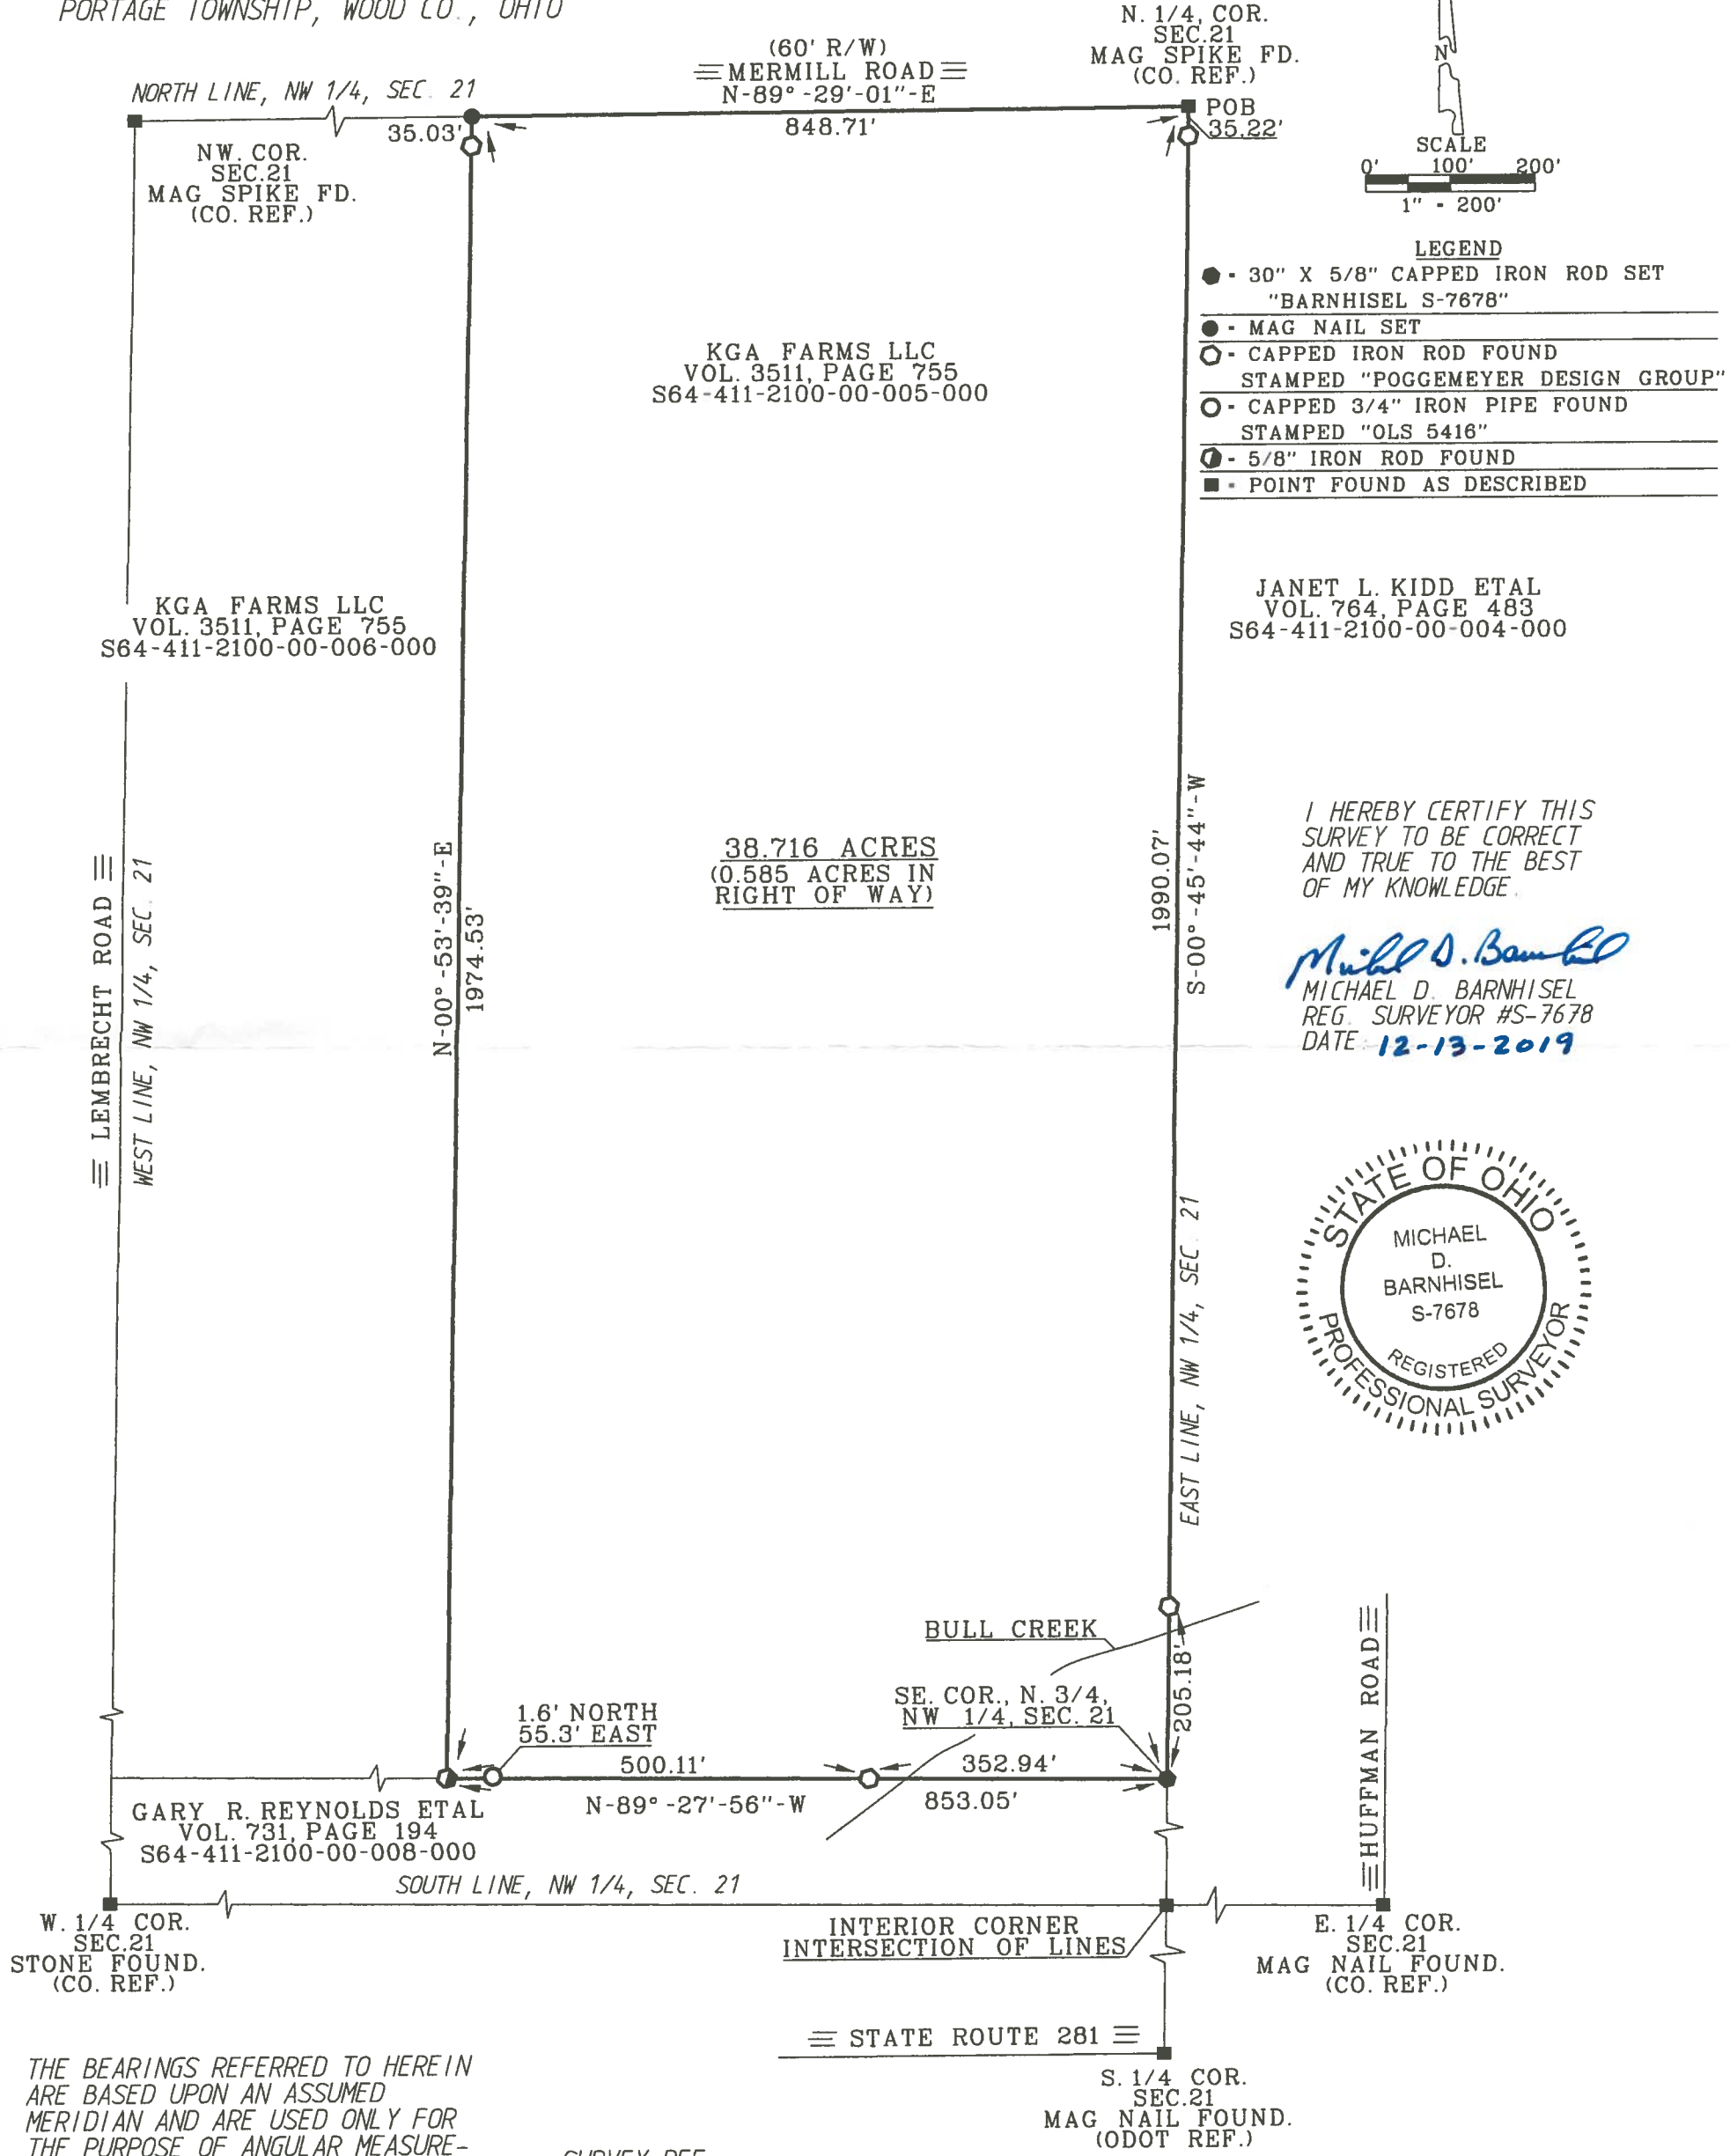 PORTAGE TOWNSHIP, WOOD CO., OHIO
N. 1/4, COR.
SEC.21
MAG SPIKE FD.
(CO. REF.)
N
(60' R/W)
MERMILL ROAD
N-89°-29'-01"-E
848.71'
NORTH LINE, NW 1/4, SEC. 21
35.03'
POB
35.22'
NW. COR.
SEC.21
MAG SPIKE FD.
(CO. REF.)
SCALE
0' 100' 200'
1" - 200'
LEGEND
- 30" X 5/8" CAPPED IRON ROD SET
"BARNHISEL S-7678"
- MAG NAIL SET
- CAPPED IRON ROD FOUND
STAMPED "POGGEMEYER DESIGN GROUP"
- CAPPED 3/4" IRON PIPE FOUND
STAMPED "OLS 5416"
- 5/8" IRON ROD FOUND
- POINT FOUND AS DESCRIBED
KGA FARMS LLC
VOL. 3511, PAGE 755
S64-411-2100-00-005-000
KGA FARMS LLC
VOL. 3511, PAGE 755
S64-411-2100-00-006-000
JANET L. KIDD ETAL
VOL. 764, PAGE 483
S64-411-2100-00-004-000
LEMBRECHT ROAD
WEST LINE, NW 1/4, SEC. 21
N-00°-53'-39"-E
1974.53'
38.716 ACRES
(0.585 ACRES IN
RIGHT OF WAY)
1990.07'
S-00°-45'-44"-W
I HEREBY CERTIFY THIS
SURVEY TO BE CORRECT
AND TRUE TO THE BEST
OF MY KNOWLEDGE.
Michael D. Barnhisel
MICHAEL D. BARNHISEL
REG. SURVEYOR #S-7678
DATE: 12-13-2019
STATE OF OHIO
MICHAEL
D.
BARNHISEL
S-7678
REGISTERED
PROFESSIONAL SURVEYOR
EAST LINE, NW 1/4, SEC. 21
BULL CREEK
205.18'
HUFFMAN ROAD
SE. COR., N. 3/4,
NW 1/4, SEC. 21
1.6' NORTH
55.3' EAST
500.11'
352.94'
N-89°-27'-56"-W
853.05'
GARY R. REYNOLDS ETAL
VOL. 731, PAGE 194
S64-411-2100-00-008-000
SOUTH LINE, NW 1/4, SEC. 21
W. 1/4 COR.
SEC.21
STONE FOUND.
(CO. REF.)
INTERIOR CORNER
INTERSECTION OF LINES
E. 1/4 COR.
SEC.21
MAG NAIL FOUND.
(CO. REF.)
STATE ROUTE 281
S. 1/4 COR.
SEC.21
MAG NAIL FOUND.
(ODOT REF.)
THE BEARINGS REFERRED TO HEREIN
ARE BASED UPON AN ASSUMED
MERIDIAN AND ARE USED ONLY FOR
THE PURPOSE OF ANGULAR MEASURE-
SURVEY REF